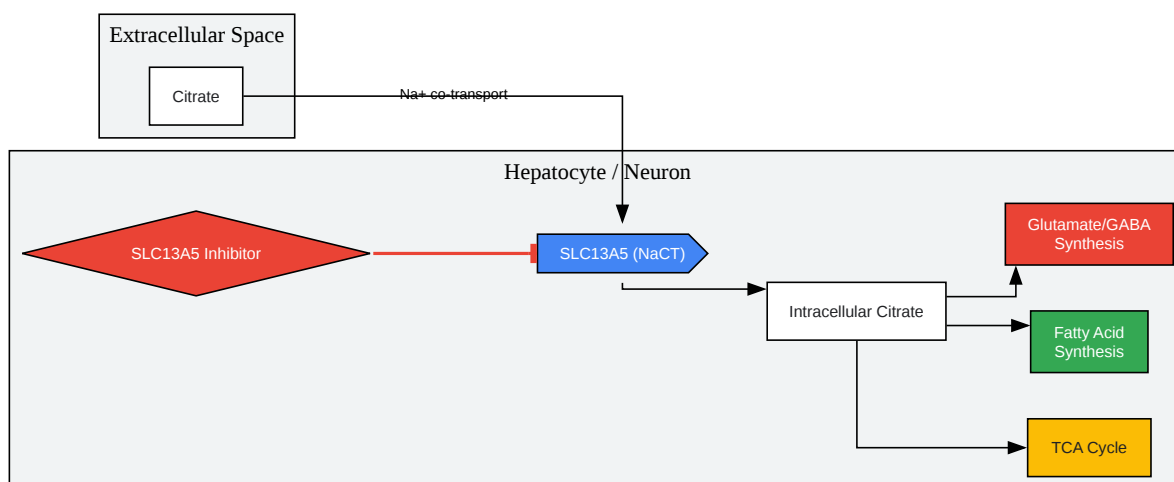 Extracellular Space
Citrate
Na+ co-transport
Hepatocyte / Neuron
SLC13A5 Inhibitor
SLC13A5 (NaCT)
Glutamate/GABA
Synthesis
Intracellular Citrate
Fatty Acid
Synthesis
TCA Cycle